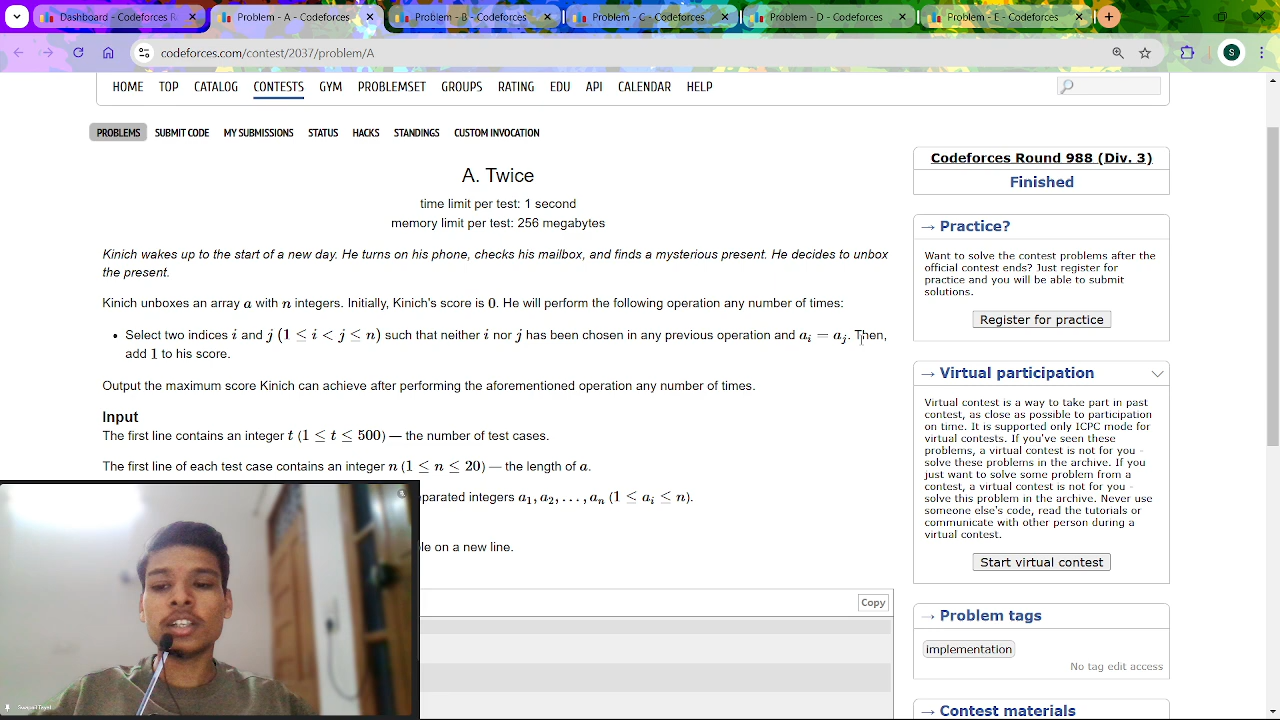 Dashboard - Codeforces R
Problem - A - Codeforces
Problem - B - Codeforces
Problem - C - Codeforces
Problem - D - Codeforces
Problem - E - Codeforces
codeforces.com/contest/2037/problem/A
S
HOME TOP CATALOG CONTESTS GYM PROBLEMSET GROUPS RATING EDU API CALENDAR HELP
PROBLEMS SUBMIT CODE MY SUBMISSIONS STATUS HACKS STANDINGS CUSTOM INVOCATION
A. Twice
time limit per test: 1 second
memory limit per test: 256 megabytes
Kinich wakes up to the start of a new day. He turns on his phone, checks his mailbox, and finds a mysterious present. He decides to unbox
the present.
Kinich unboxes an array a with n integers. Initially, Kinich's score is 0. He will perform the following operation any number of times:
• Select two indices i and j (1 ≤ i < j ≤ n) such that neither i nor j has been chosen in any previous operation and a_i = a_j. Then,
add 1 to his score.
Output the maximum score Kinich can achieve after performing the aforementioned operation any number of times.
Input
The first line contains an integer t (1 ≤ t ≤ 500) — the number of test cases.
The first line of each test case contains an integer n (1 ≤ n ≤ 20) — the length of a.
parated integers a_1, a_2, ..., a_n (1 ≤ a_i ≤ n).
on a new line.
Copy
Codeforces Round 988 (Div. 3)
Finished
→ Practice?
Want to solve the contest problems after the
official contest ends? Just register for
practice and you will be able to submit
solutions.
Register for practice
→ Virtual participation
Virtual contest is a way to take part in past
contest, as close as possible to participation
on time. It is supported only ICPC mode for
virtual contests. If you've seen these
problems, a virtual contest is not for you -
solve these problems in the archive. If you
just want to solve some problem from a
contest, a virtual contest is not for you -
solve this problem in the archive. Never use
someone else's code, read the tutorials or
communicate with other person during a
virtual contest.
Start virtual contest
→ Problem tags
implementation
No tag edit access
→ Contest materials